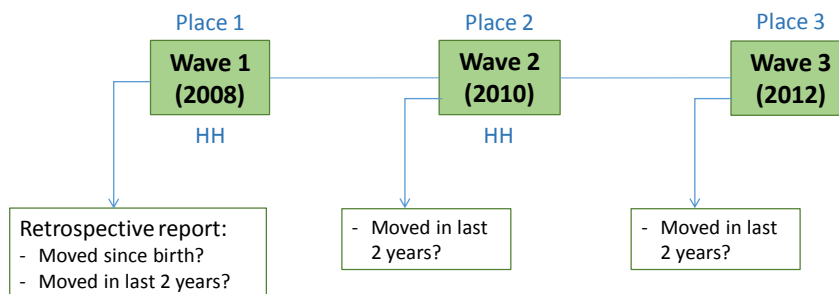 Place 1
Place 2
Place 3
Wave 1
(2008)
Wave 2
(2010)
Wave 3
(2012)
HH
HH
Retrospective report:
- Moved since birth?
- Moved in last 2 years?
- Moved in last
2 years?
- Moved in last
2 years?